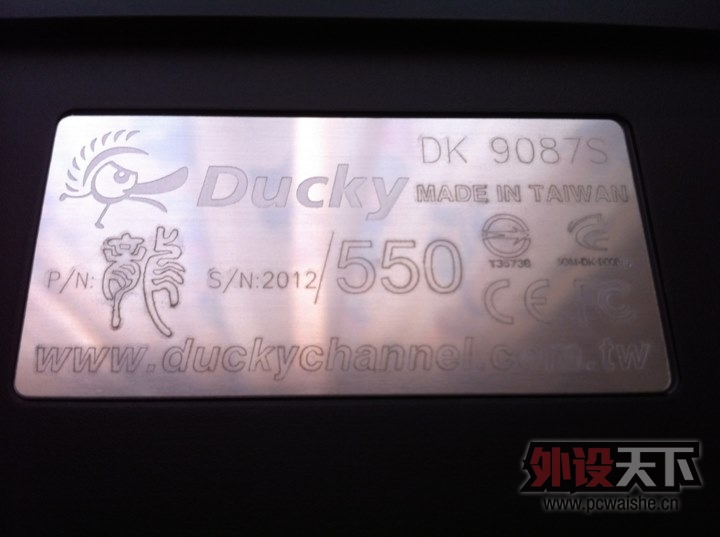 DK 9087S
Ducky
MADE IN TAIWAN
P/N: 龍 S/N:2012/550
CE FC
www.duckychannel.com.tw
外设天下
www.pcwaishe.cn